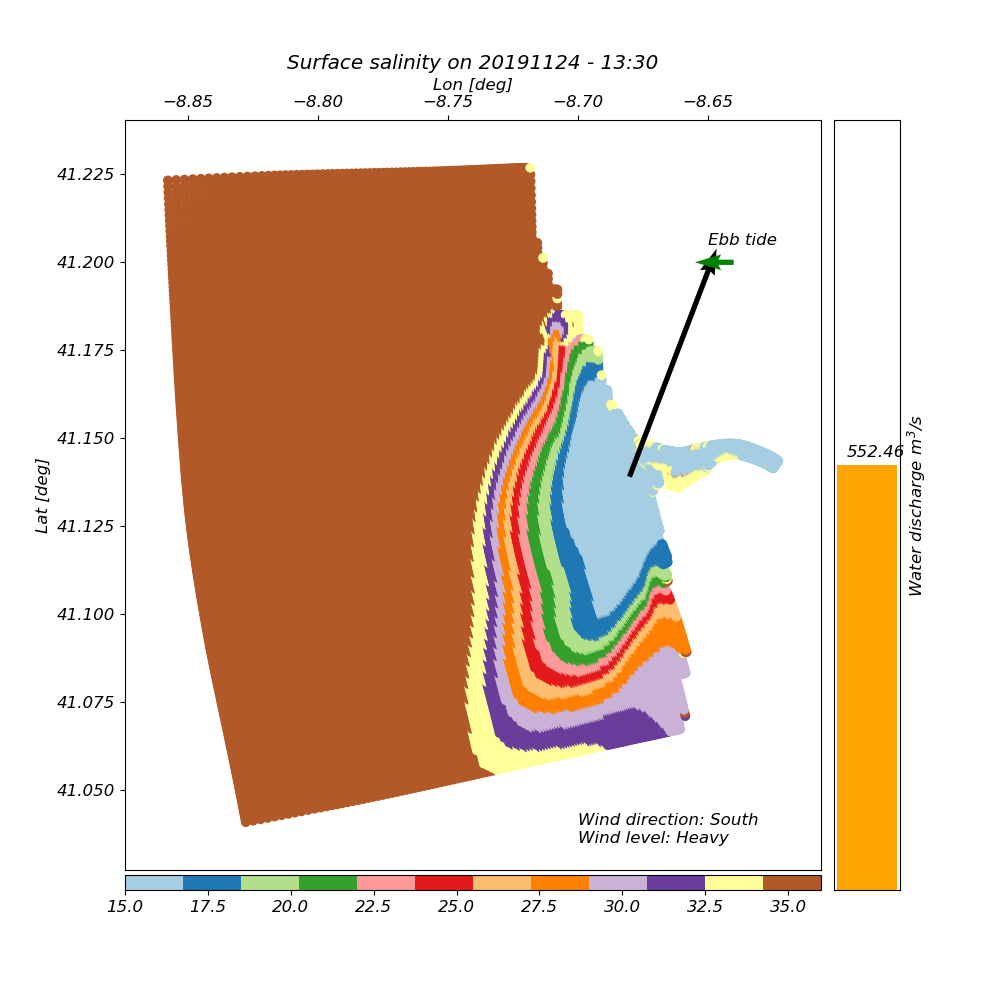 Surface salinity on 20191124 - 13:30
Lon [deg]
−8.85 −8.80 −8.75 −8.70 −8.65
41.225
41.200
41.175
41.150
41.125
41.100
41.075
41.050
Lat [deg]
Ebb tide
552.46
Water discharge m³/s
Wind direction: South
Wind level: Heavy
15.0 17.5 20.0 22.5 25.0 27.5 30.0 32.5 35.0